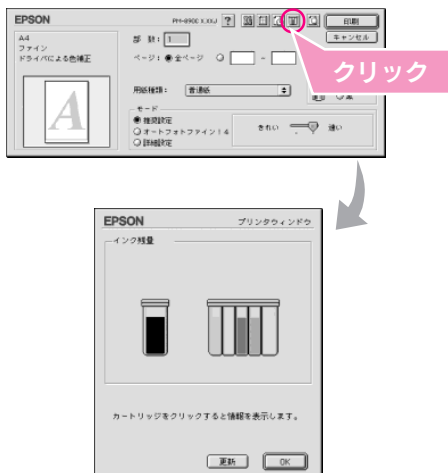 EPSON
PM-890C X.XXJ
?
印刷
A4
ファイン
ドライバによる色補正
部 数:
1
キャンセル
ページ:
全ページ
-
クリック
用紙種類:
普通紙
モード
推奨設定
オートフォトファイン!4
詳細設定
きれい
速い
A
EPSON
プリンタウィンドウ
インク残量
カートリッジをクリックすると情報を表示します。
更新
OK